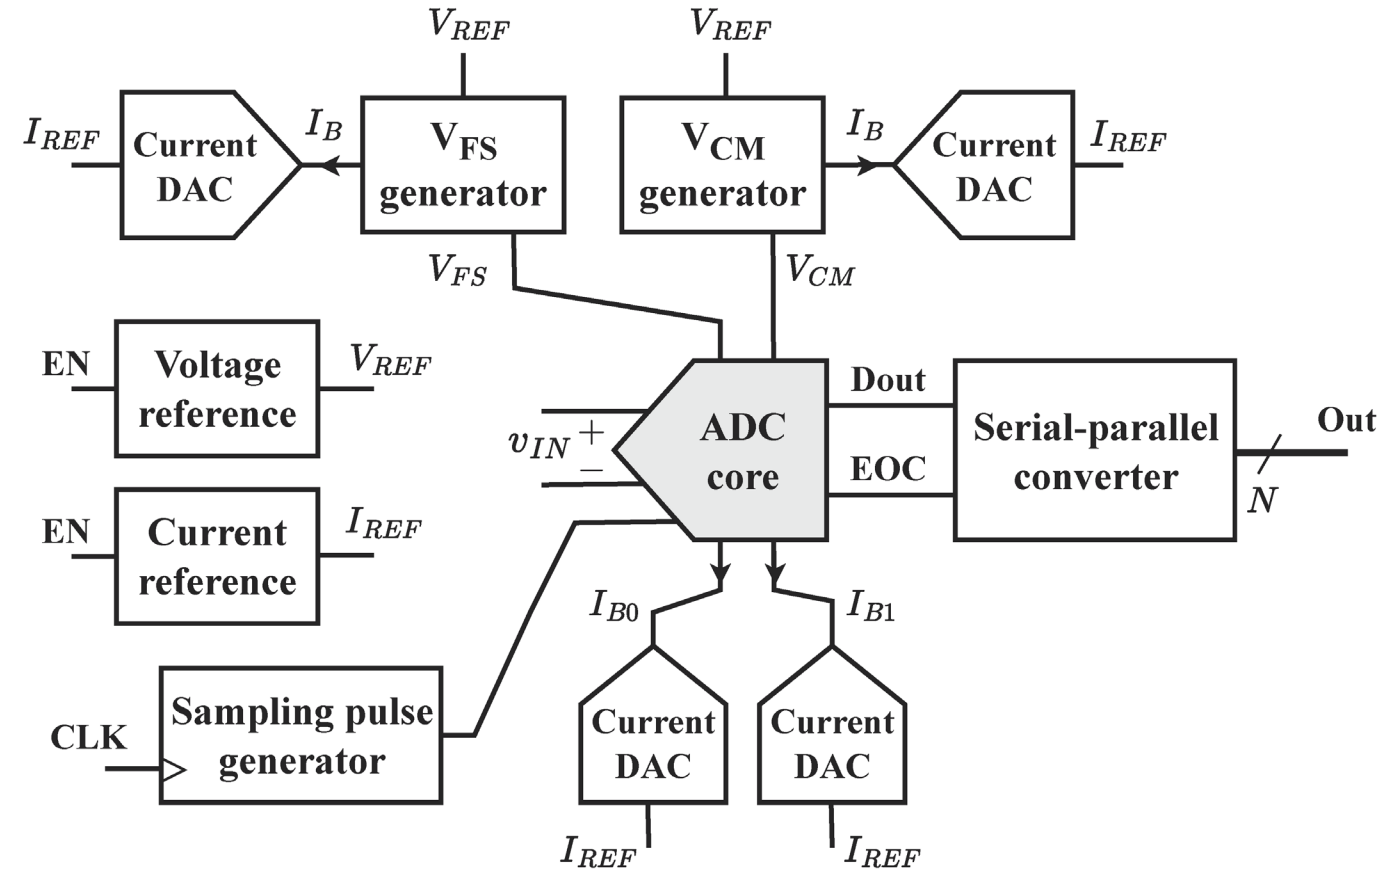 V_REF
V_REF
I_REF
Current
DAC
I_B
V_FS
generator
V_CM
generator
I_B
Current
DAC
I_REF
V_FS
V_CM
EN
Voltage
reference
V_REF
EN
Current
reference
I_REF
v_IN
+
−
ADC
core
Dout
EOC
Serial-parallel
converter
Out
N
I_B0
I_B1
CLK
Sampling pulse
generator
Current
DAC
Current
DAC
I_REF
I_REF